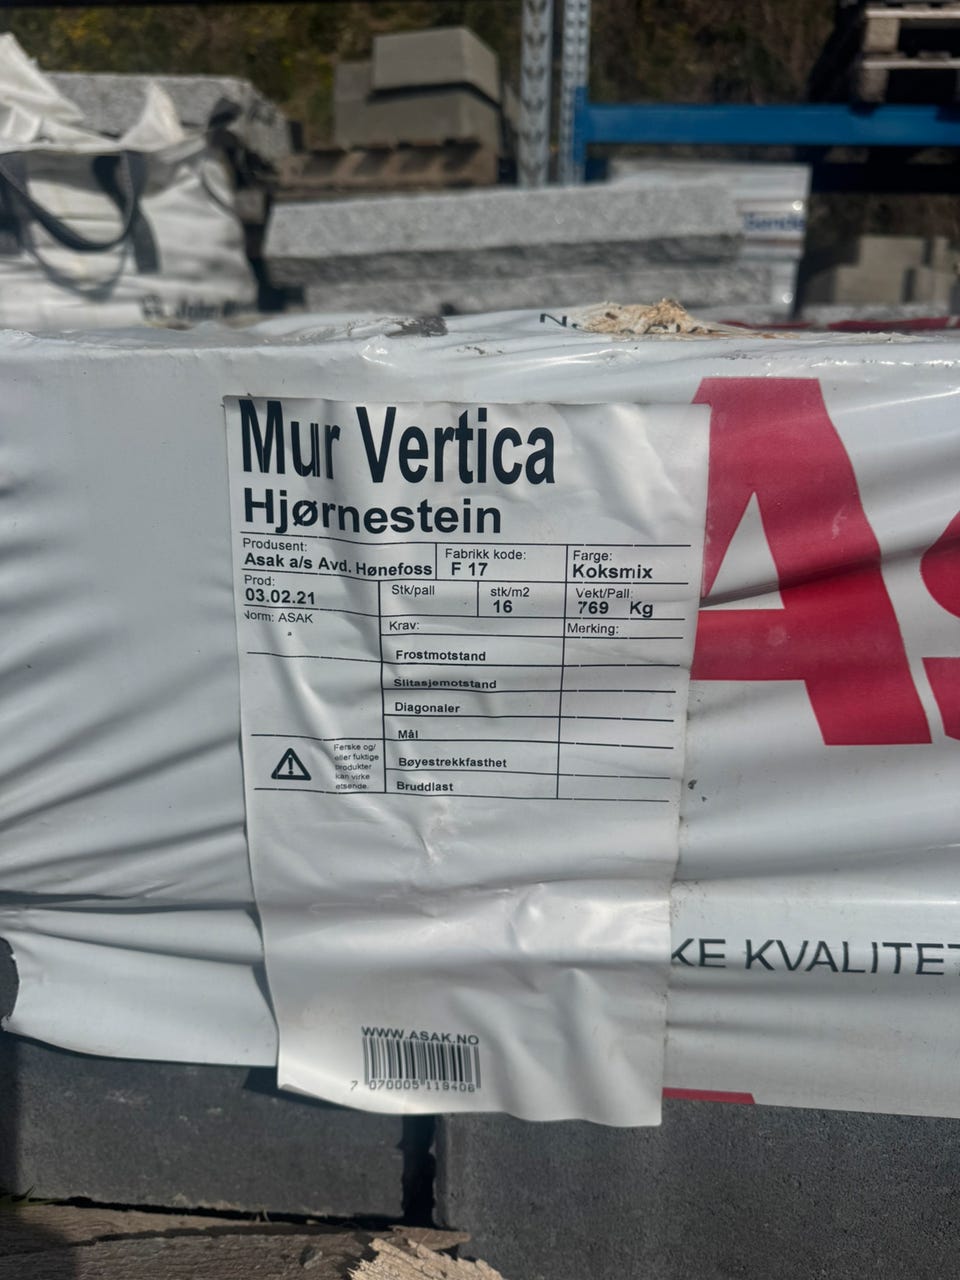 Mur Vertica
Hjørnestein
Produsent:
Asak a/s Avd. Hønefoss
Fabrikk kode:
F 17
Farge:
Koksmix
Prod:
03.02.21
Stk/pall
stk/m2
16
Vekt/Pall:
769 Kg
Norm: ASAK
Krav:
Merking:
Frostmotstand
Slitasjemotstand
Diagonaler
Mål
Bøyestrekkfasthet
Bruddlast
Ferske og/
eller fuktige
produkter
kan virke
etsende.
As
KE KVALITET
WWW.ASAK.NO
7 070005 119406